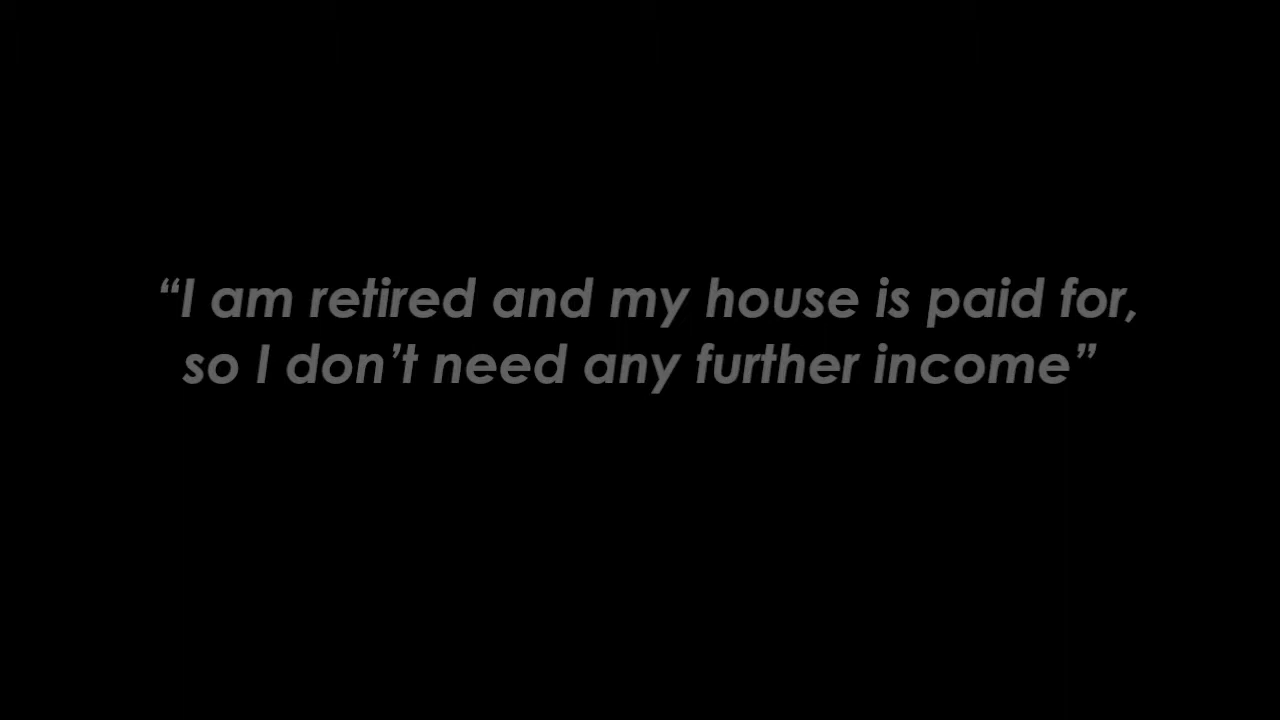 “I am retired and my house is paid for,
so I don’t need any further income”